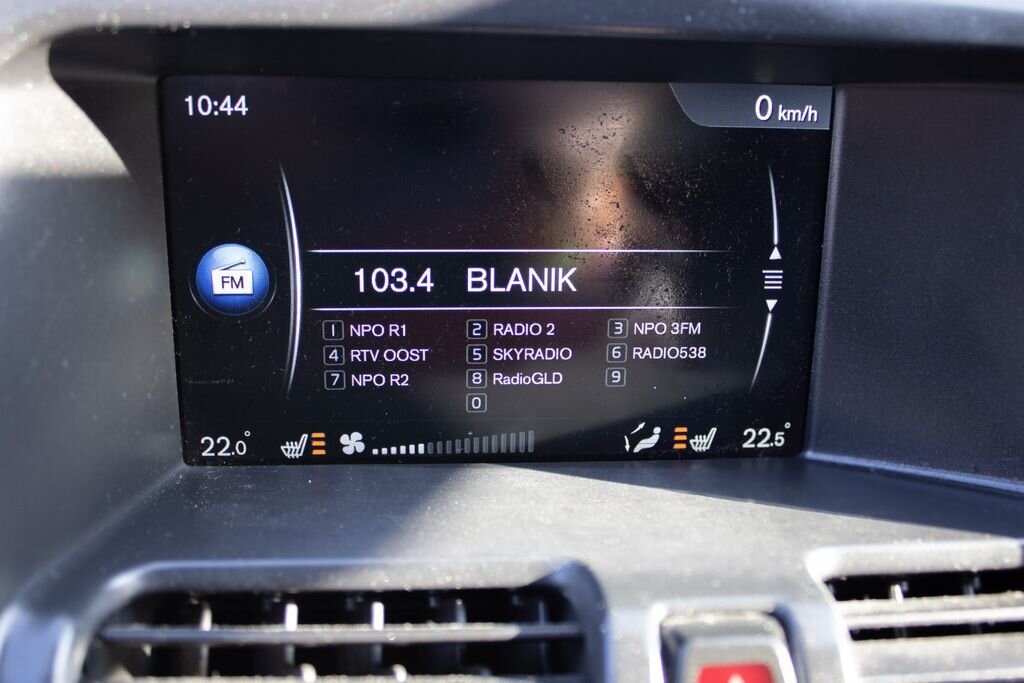 10:44
0 km/h
FM
103.4 BLANIK
1 NPO R1 2 RADIO 2 3 NPO 3FM
4 RTV OOST 5 SKYRADIO 6 RADIO538
7 NPO R2 8 RadioGLD 9
0
22.0° 22.5°